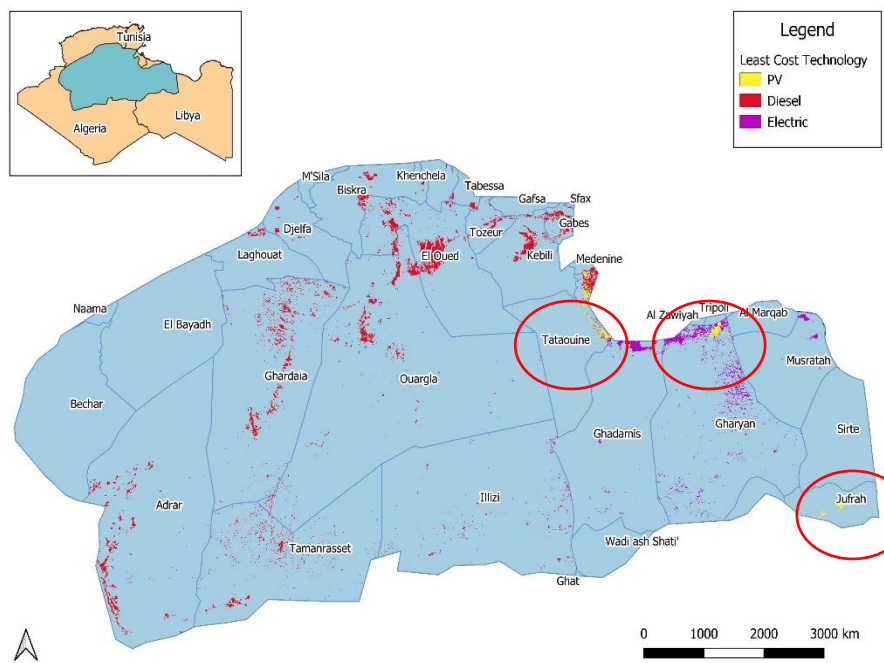 Tunisia
Algeria
Libya
Legend
Least Cost Technology
PV
Diesel
Electric
M'Sila
Khenchela
Biskra
Tabessa
Gafsa
Sfax
Djelfa
Tozeur
Gabes
Laghouat
El Oued
Kebili
Medenine
Naama
El Bayadh
Al Zawiyah
Tripoli
Al Marqab
Tataouine
Musratah
Ghardaia
Ouargla
Bechar
Ghadamis
Gharyan
Sirte
Adrar
Illizi
Jufrah
Tamanrasset
Wadi ash Shati'
Ghat
0 1000 2000 3000 km